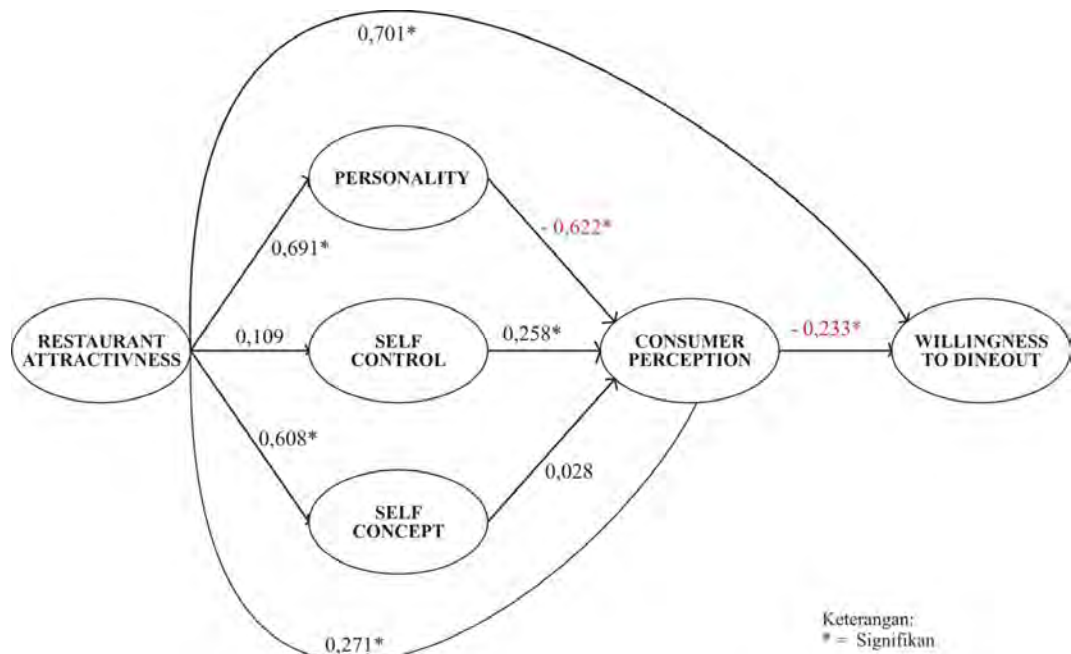 0,701*
PERSONALITY
- 0,622*
0,691*
RESTAURANT
ATTRACTIVNESS
0,109
SELF
CONTROL
0,258*
CONSUMER
PERCEPTION
- 0,233*
WILLINGNESS
TO DINEOUT
0,608*
0,028
SELF
CONCEPT
0,271*
Keterangan:
* = Signifikan